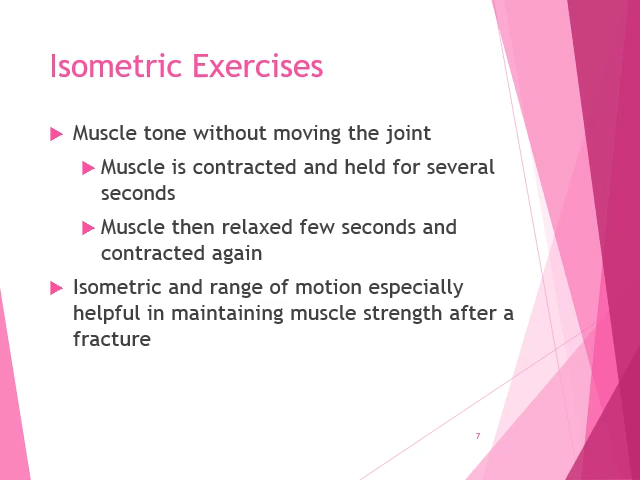 Isometric Exercises
Muscle tone without moving the joint
Muscle is contracted and held for several
seconds
Muscle then relaxed few seconds and
contracted again
Isometric and range of motion especially
helpful in maintaining muscle strength after a
fracture
7